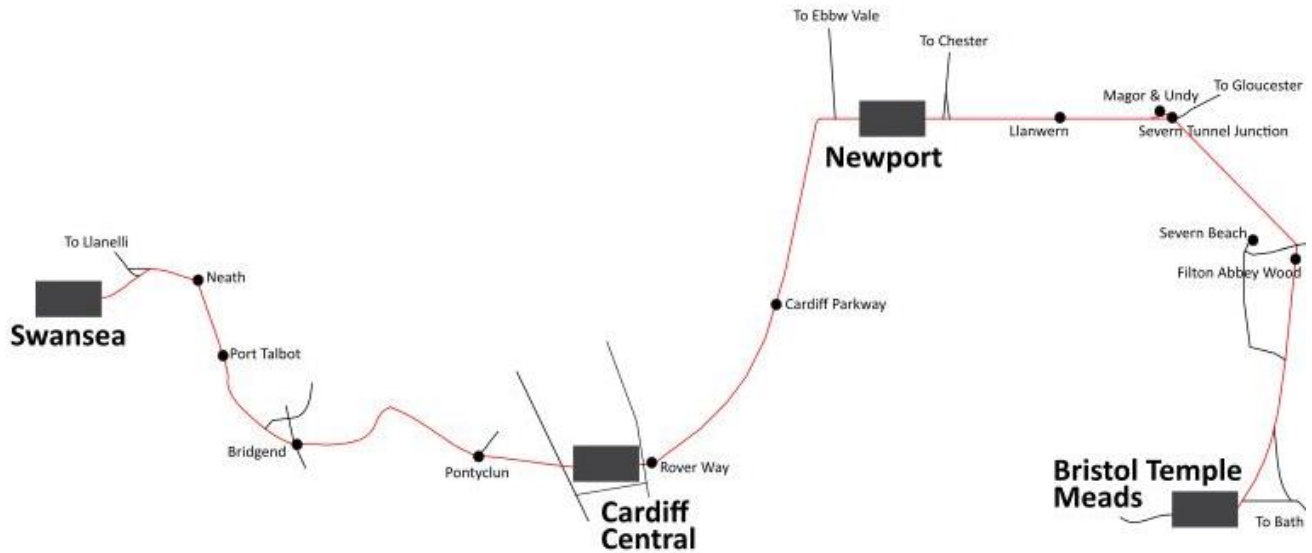 To Ebbw Vale
To Chester
Magor & Undy
To Gloucester
Llanwern
Severn Tunnel Junction
Newport
To Llanelli
Severn Beach
Neath
Filton Abbey Wood
Cardiff Parkway
Swansea
Port Talbot
Bridgend
Pontyclun
Rover Way
Bristol Temple
Meads
Cardiff
Central
To Bath